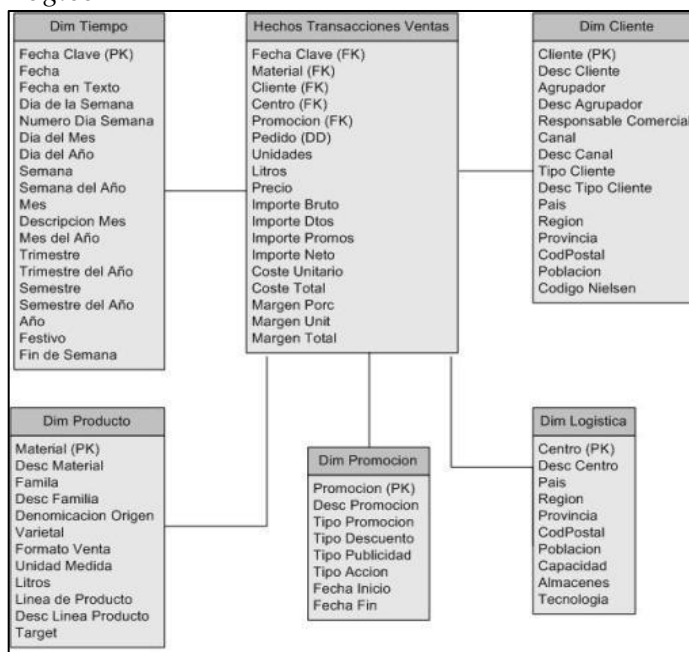 Dim Tiempo
Fecha Clave (PK)
Fecha
Fecha en Texto
Dia de la Semana
Numero Dia Semana
Dia del Mes
Dia del Año
Semana
Semana del Año
Mes
Descripcion Mes
Mes del Año
Trimestre
Trimestre del Año
Semestre
Semestre del Año
Año
Festivo
Fin de Semana
Hechos Transacciones Ventas
Fecha Clave (FK)
Material (FK)
Cliente (FK)
Centro (FK)
Promocion (FK)
Pedido (DD)
Unidades
Litros
Precio
Importe Bruto
Importe Dtos
Importe Promos
Importe Neto
Coste Unitario
Coste Total
Margen Porc
Margen Unit
Margen Total
Dim Cliente
Cliente (PK)
Desc Cliente
Agrupador
Desc Agrupador
Responsable Comercial
Canal
Desc Canal
Tipo Cliente
Desc Tipo Cliente
Pais
Region
Provincia
CodPostal
Poblacion
Codigo Nielsen
Dim Producto
Material (PK)
Desc Material
Famila
Desc Familia
Denomicacion Origen
Varietal
Formato Venta
Unidad Medida
Litros
Linea de Producto
Desc Linea Producto
Target
Dim Promocion
Promocion (PK)
Desc Promocion
Tipo Promocion
Tipo Descuento
Tipo Publicidad
Tipo Accion
Fecha Inicio
Fecha Fin
Dim Logistica
Centro (PK)
Desc Centro
Pais
Region
Provincia
CodPostal
Poblacion
Capacidad
Almacenes
Tecnologia